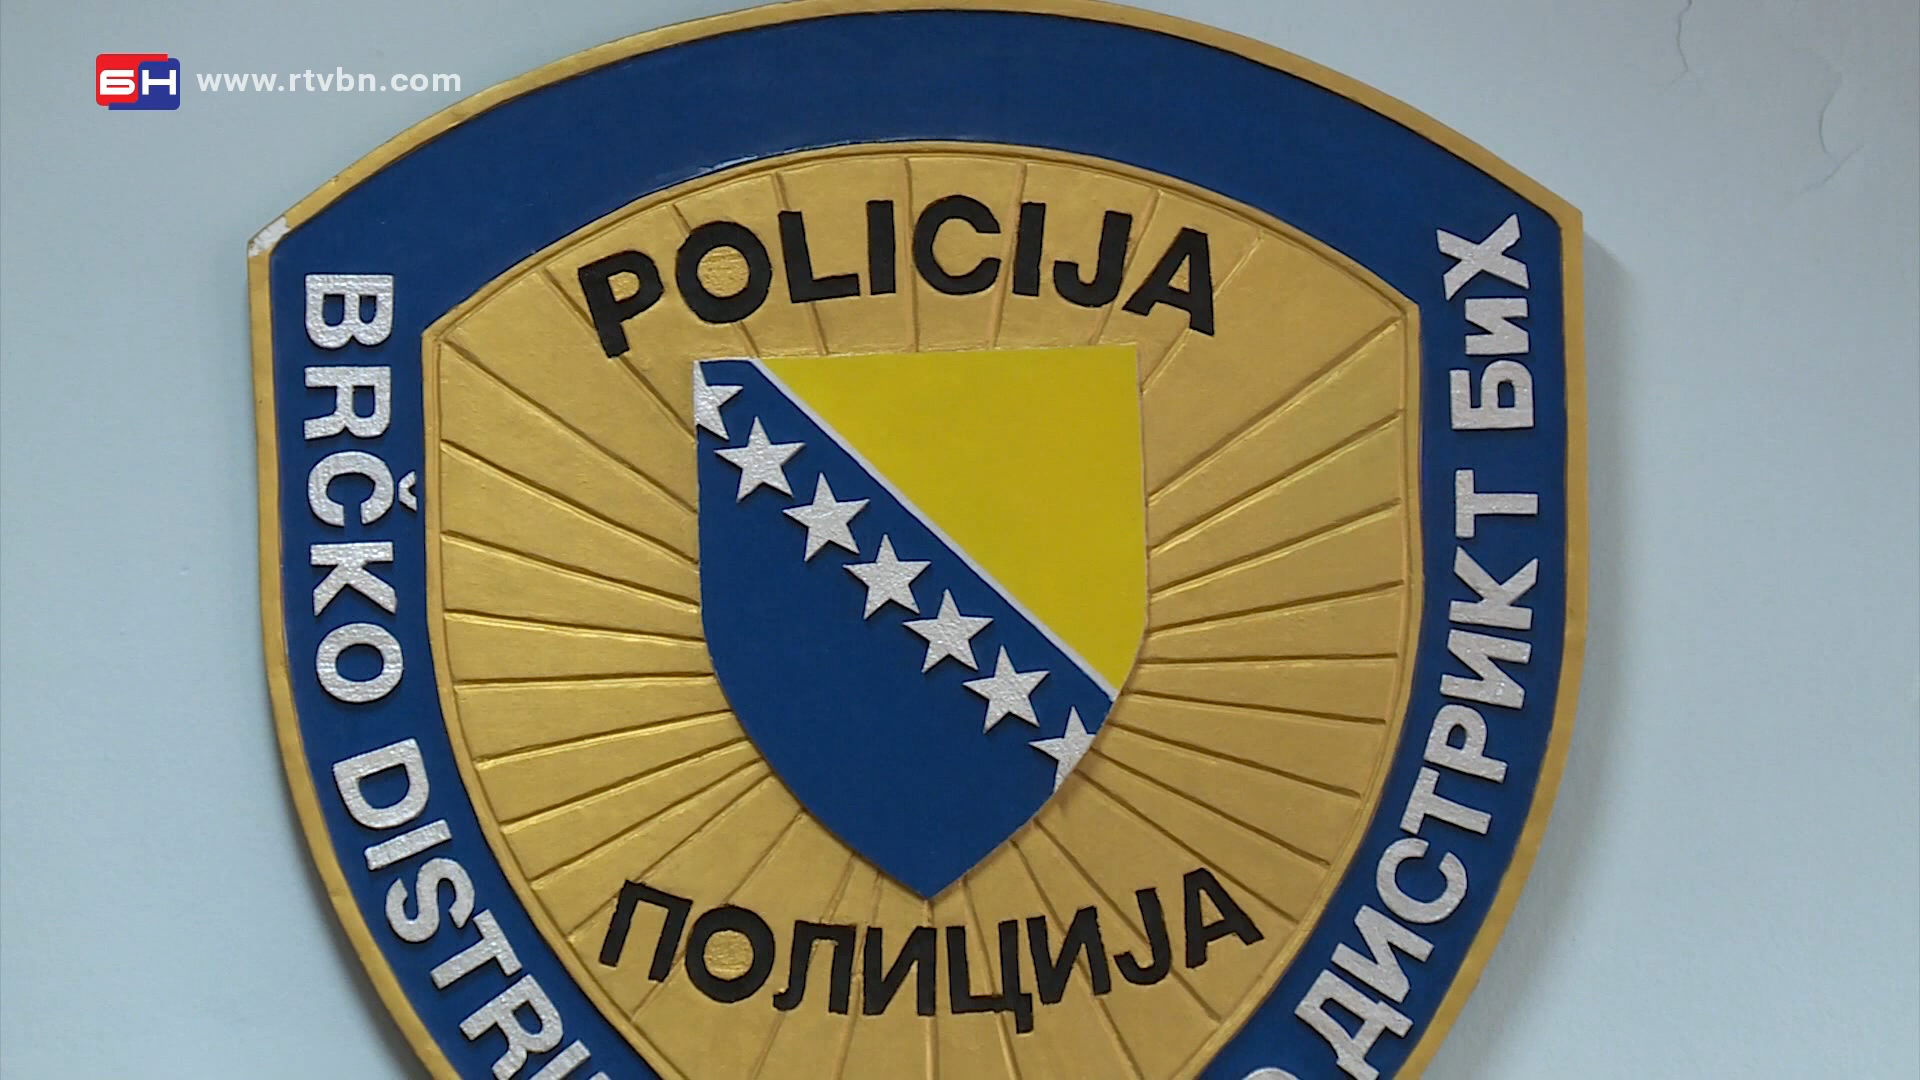 БН www.rtvbn.com
POLICIJA
BRČKO DISTRI
ДИСТРИКТ БиХ
ПОЛИЦИЈА